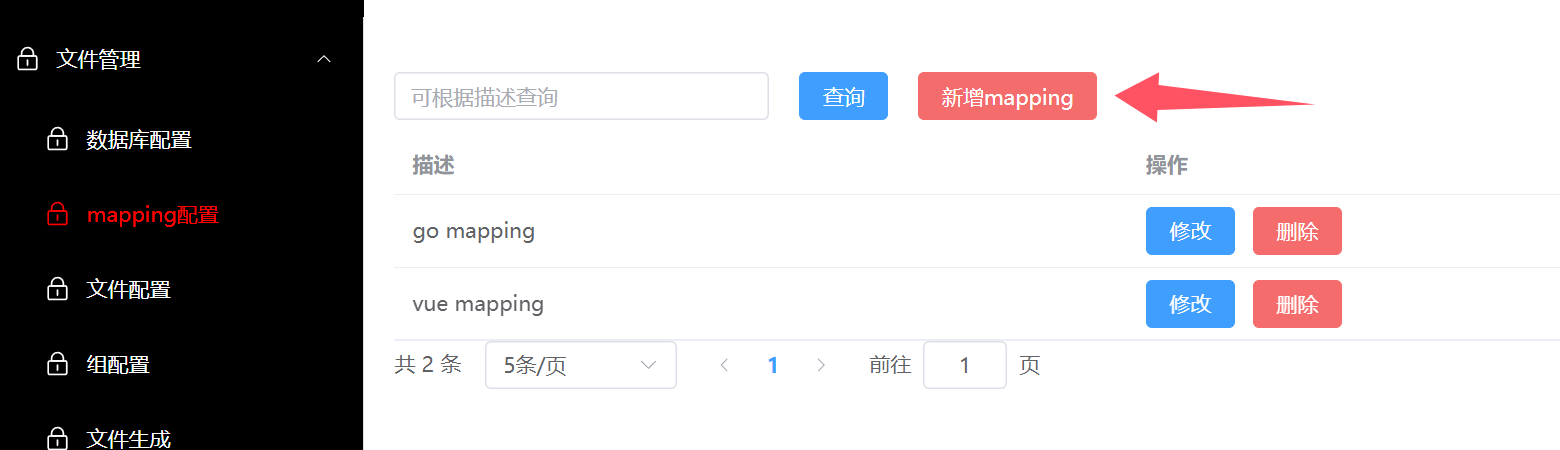 文件管理
数据库配置
mapping配置
文件配置
组配置
文件生成
可根据描述查询 查询 新增mapping
描述 操作
go mapping 修改 删除
vue mapping 修改 删除
共 2 条 5条/页 1 前往 1 页